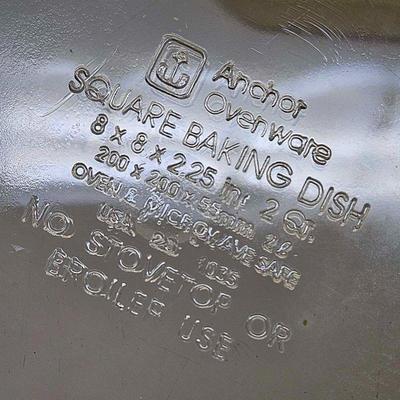 Anchor
Ovenware
SQUARE BAKING DISH
8 x 8 x 2.25 in/ 2 QT.
200 x 200 x 55mm 2ℓ
OVEN & MICROWAVE SAFE
USA 1035
NO STOVETOP OR
BROILER USE